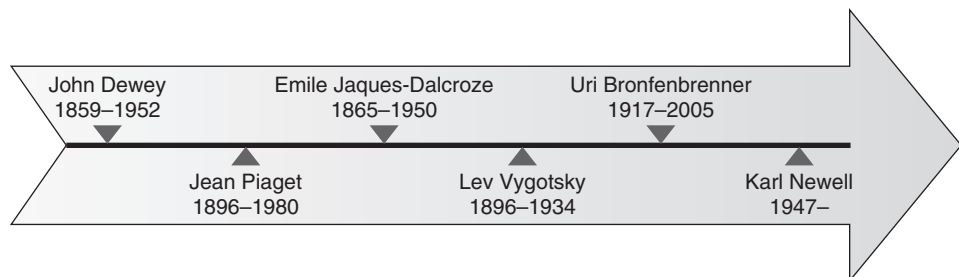 John Dewey
1859–1952
Emile Jaques-Dalcroze
1865–1950
Uri Bronfenbrenner
1917–2005
Jean Piaget
1896–1980
Lev Vygotsky
1896–1934
Karl Newell
1947–